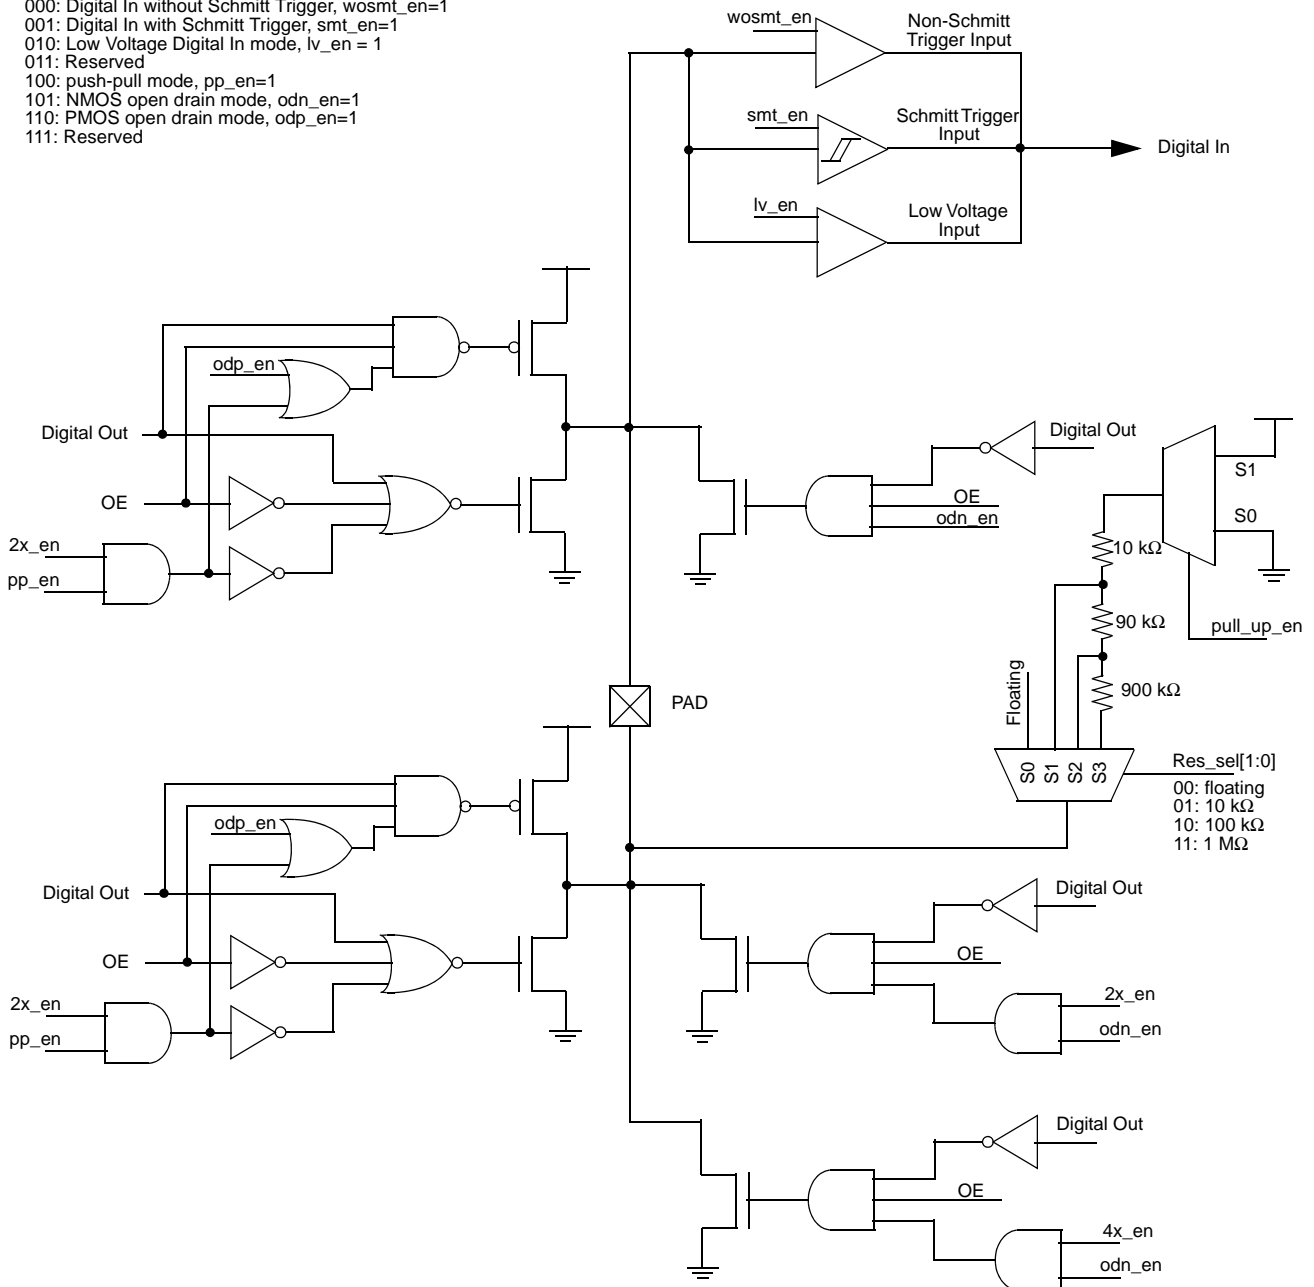 000: Digital In without Schmitt Trigger, wosmt_en=1
001: Digital In with Schmitt Trigger, smt_en=1
010: Low Voltage Digital In mode, lv_en = 1
011: Reserved
100: push-pull mode, pp_en=1
101: NMOS open drain mode, odn_en=1
110: PMOS open drain mode, odp_en=1
111: Reserved
wosmt_en
Non-Schmitt
Trigger Input
smt_en
Schmitt Trigger
Input
Digital In
lv_en
Low Voltage
Input
odp_en
Digital Out
OE
2x_en
pp_en
Digital Out
OE
odn_en
S1
S0
10 kΩ
90 kΩ
pull_up_en
900 kΩ
Floating
PAD
S0
S1
S2
S3
Res_sel[1:0]
00: floating
01: 10 kΩ
10: 100 kΩ
11: 1 MΩ
odp_en
Digital Out
OE
2x_en
pp_en
Digital Out
OE
2x_en
odn_en
Digital Out
OE
4x_en
odn_en